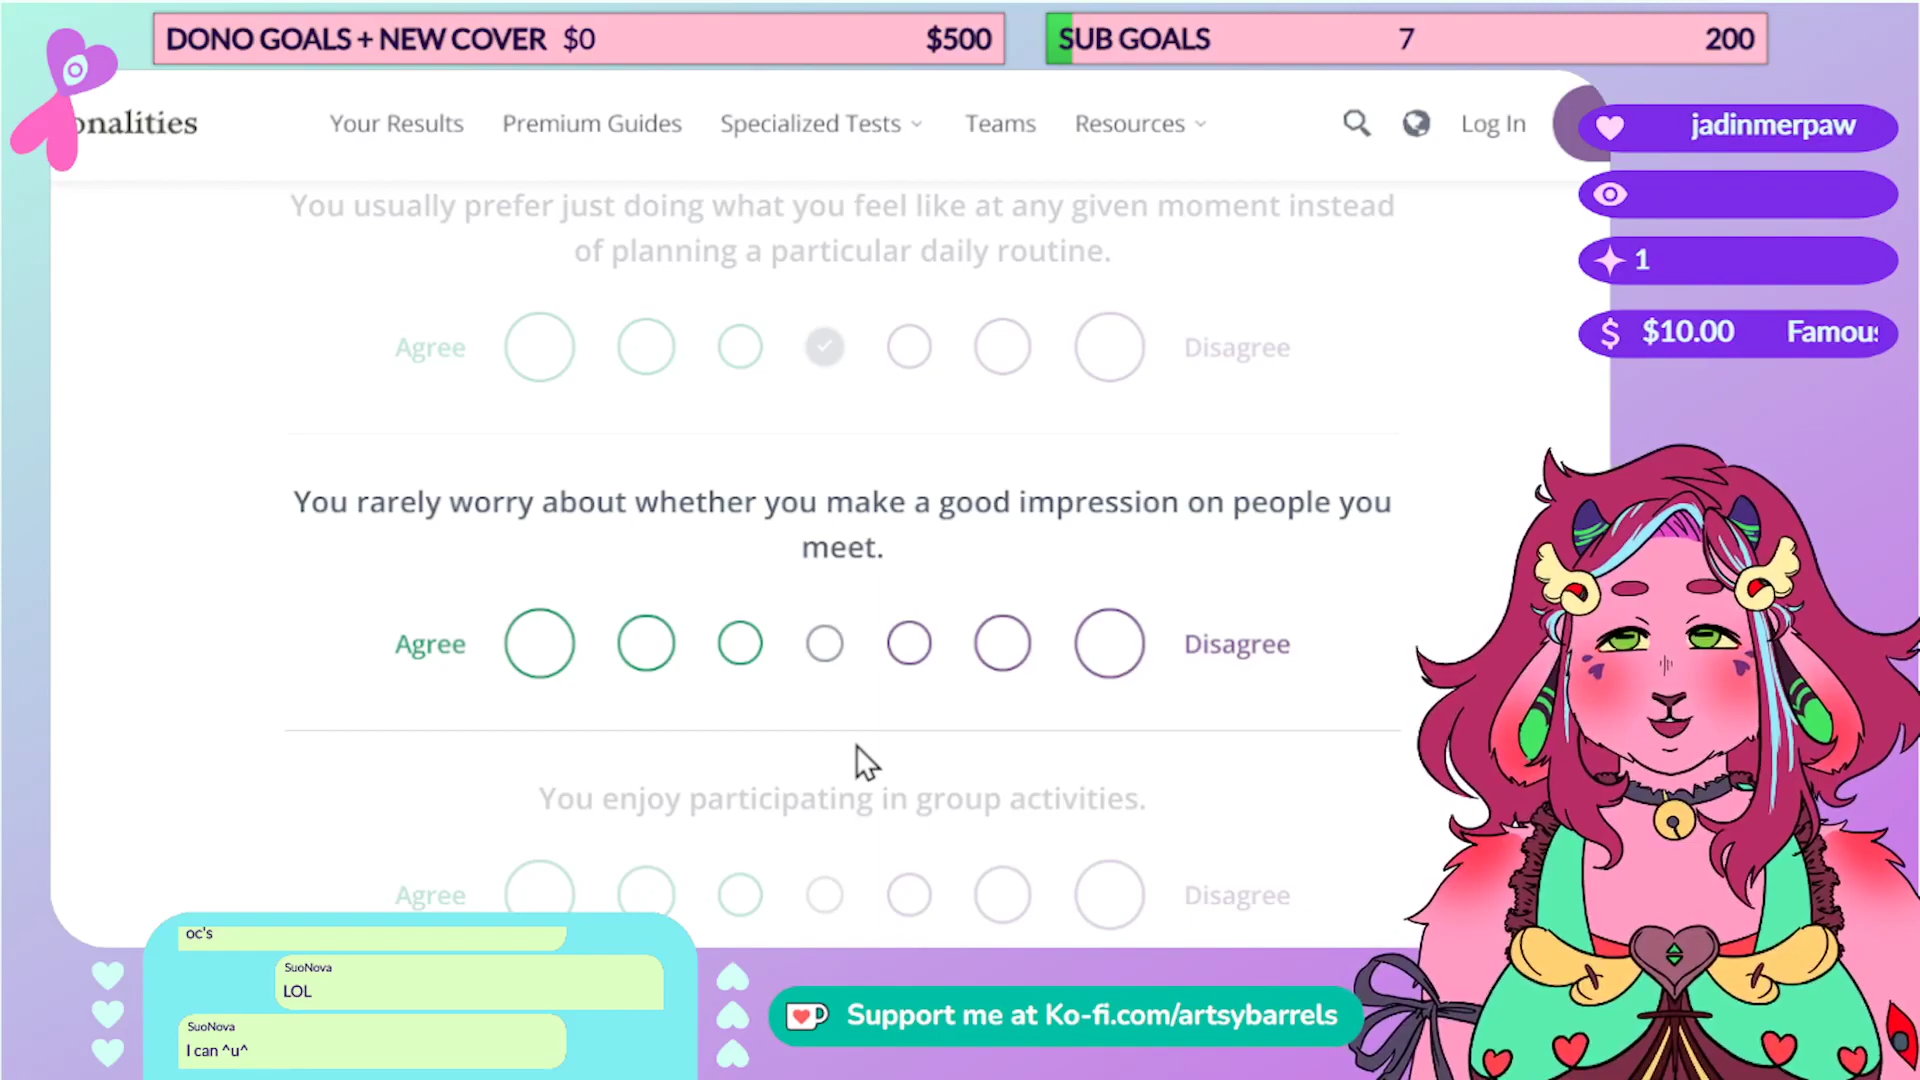 DONO GOALS + NEW COVER $0 $500
SUB GOALS 7 200
onalities
Your Results
Premium Guides
Specialized Tests
Teams
Resources
Log In
jadinmerpaw
1
$10.00 Famou
You usually prefer just doing what you feel like at any given moment instead
of planning a particular daily routine.
Agree
Disagree
You rarely worry about whether you make a good impression on people you
meet.
Agree
Disagree
You enjoy participating in group activities.
Agree
Disagree
oc's
SuoNova
LOL
SuoNova
I can ^u^
Support me at Ko-fi.com/artsybarrels